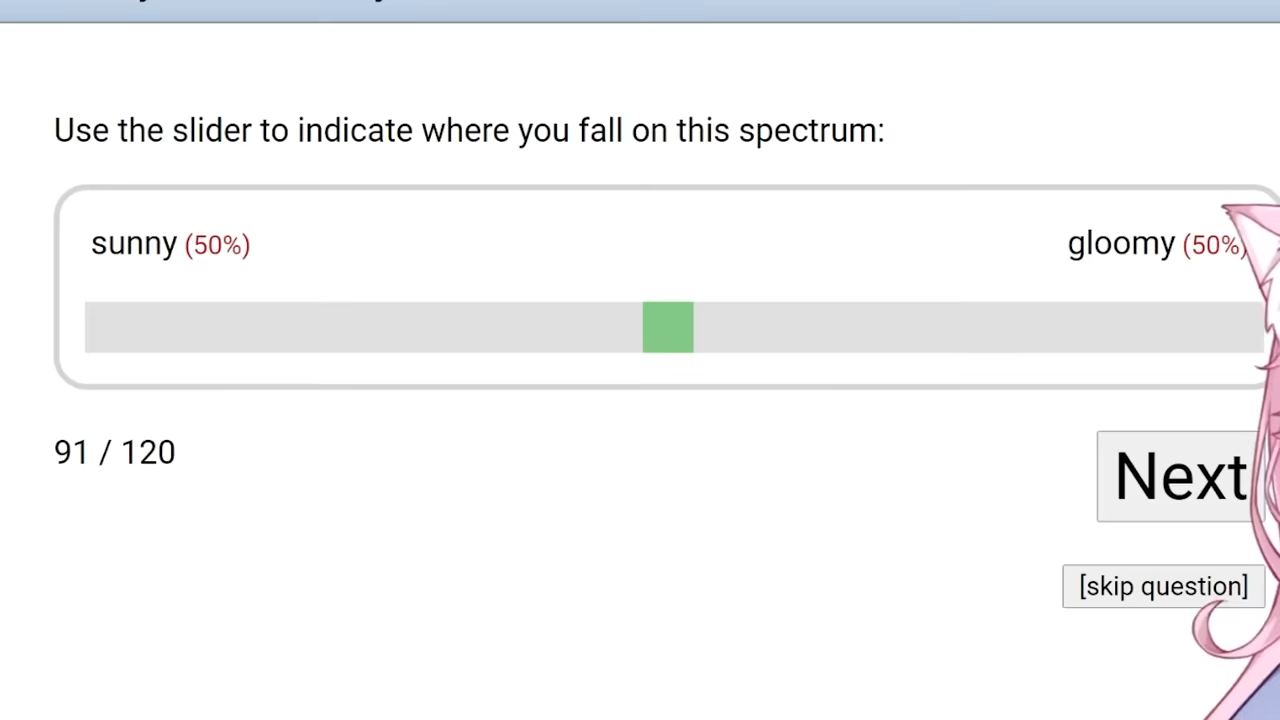 Use the slider to indicate where you fall on this spectrum:
sunny (50%)
gloomy (50%)
91 / 120
Next
[skip question]